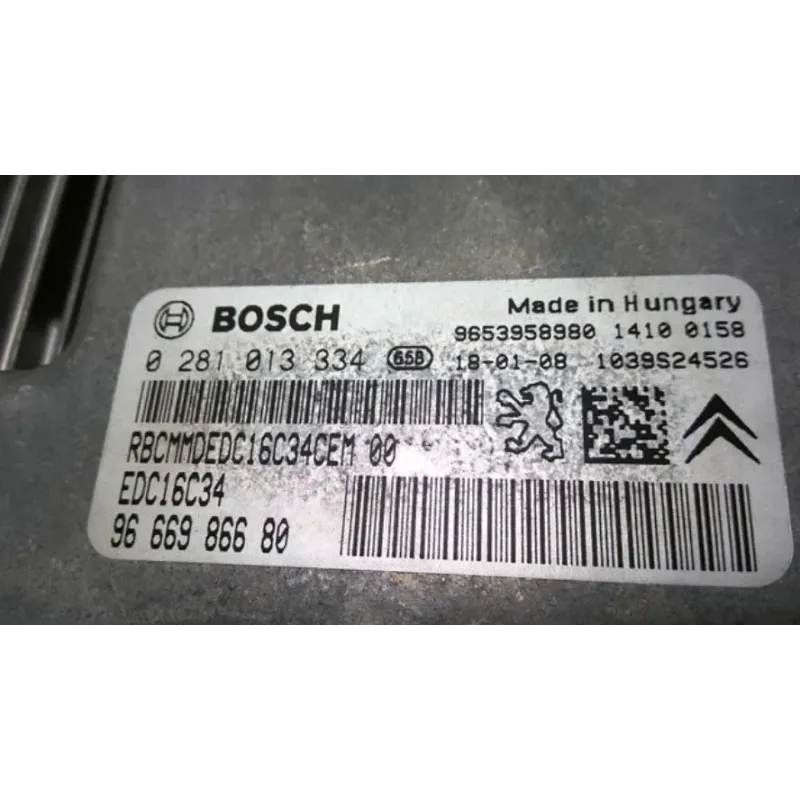 BOSCH
Made in Hungary
9653958980 1410 0158
0 281 013 334 65B 18-01-08 1039S24526
RBCMMDEDC16C34CEM 00
EDC16C34
96 669 866 80